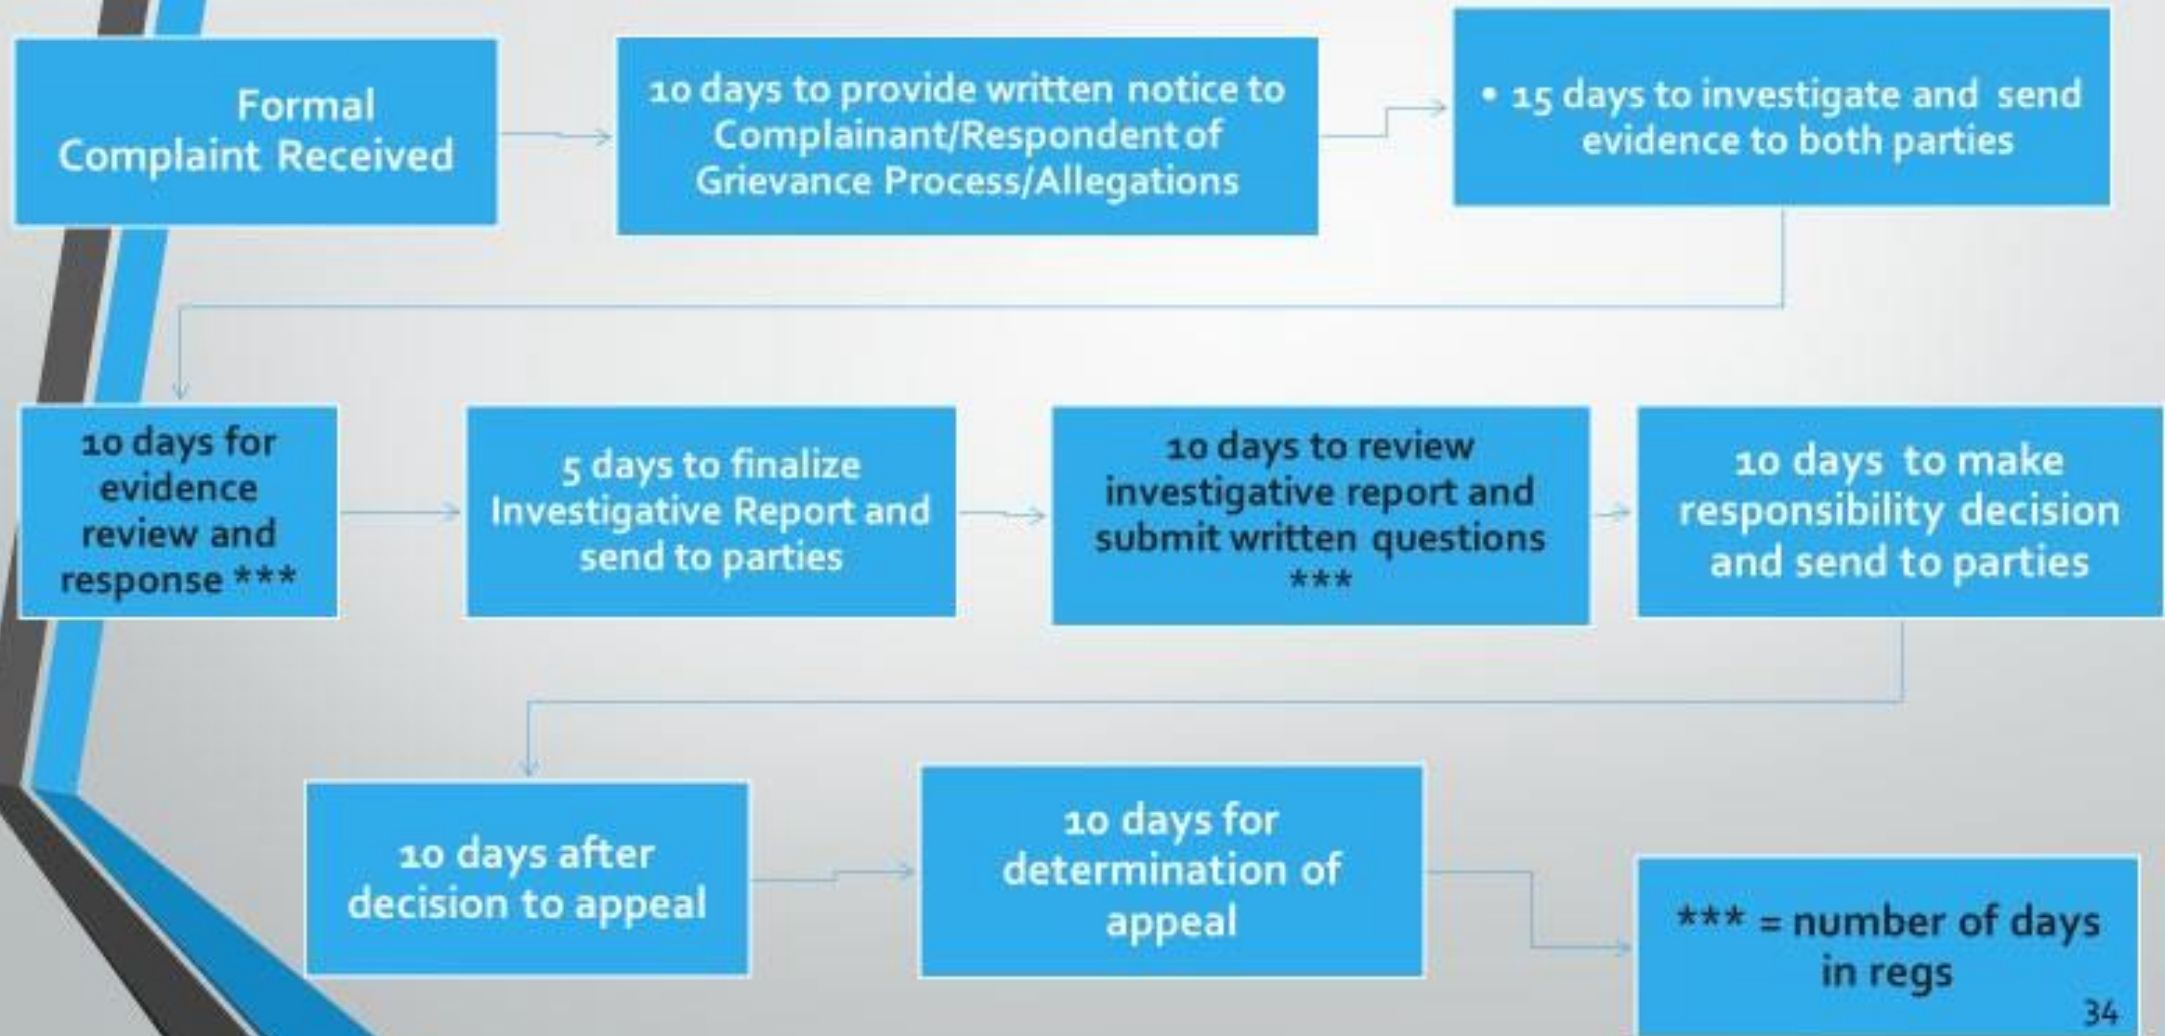 Formal
Complaint Received
10 days to provide written notice to
Complainant/Respondent of
Grievance Process/Allegations
• 15 days to investigate and send
evidence to both parties
10 days for
evidence
review and
response ***
5 days to finalize
Investigative Report and
send to parties
10 days to review
investigative report and
submit written questions
***
10 days to make
responsibility decision
and send to parties
10 days after
decision to appeal
10 days for
determination of
appeal
*** = number of days
in regs
34